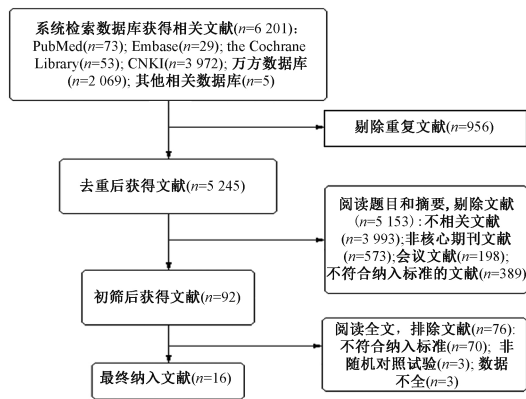 系统检索数据库获得相关文献(n=6 201):
PubMed(n=73); Embase(n=29); the Cochrane
Library(n=53); CNKI(n=3 972); 万方数据库
(n=2 069); 其他相关数据库(n=5)
剔除重复文献(n=956)
去重后获得文献(n=5 245)
阅读题目和摘要, 剔除文献
(n=5 153):不相关文献
(n=3 993);非核心期刊文献
(n=573);会议文献(n=198);
不符合纳入标准的文献(n=389)
初筛后获得文献(n=92)
阅读全文, 排除文献(n=76):
不符合纳入标准(n=70); 非
随机对照试验(n=3); 数据
不全(n=3)
最终纳入文献(n=16)